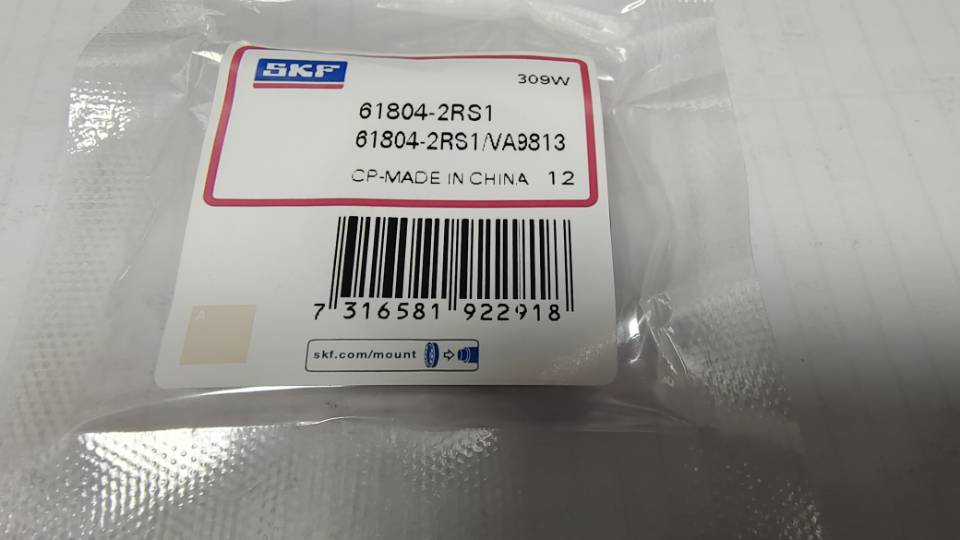 SKF
309W
61804-2RS1
61804-2RS1/VA9813
CP-MADE IN CHINA 12
7 316581 922918
A
skf.com/mount